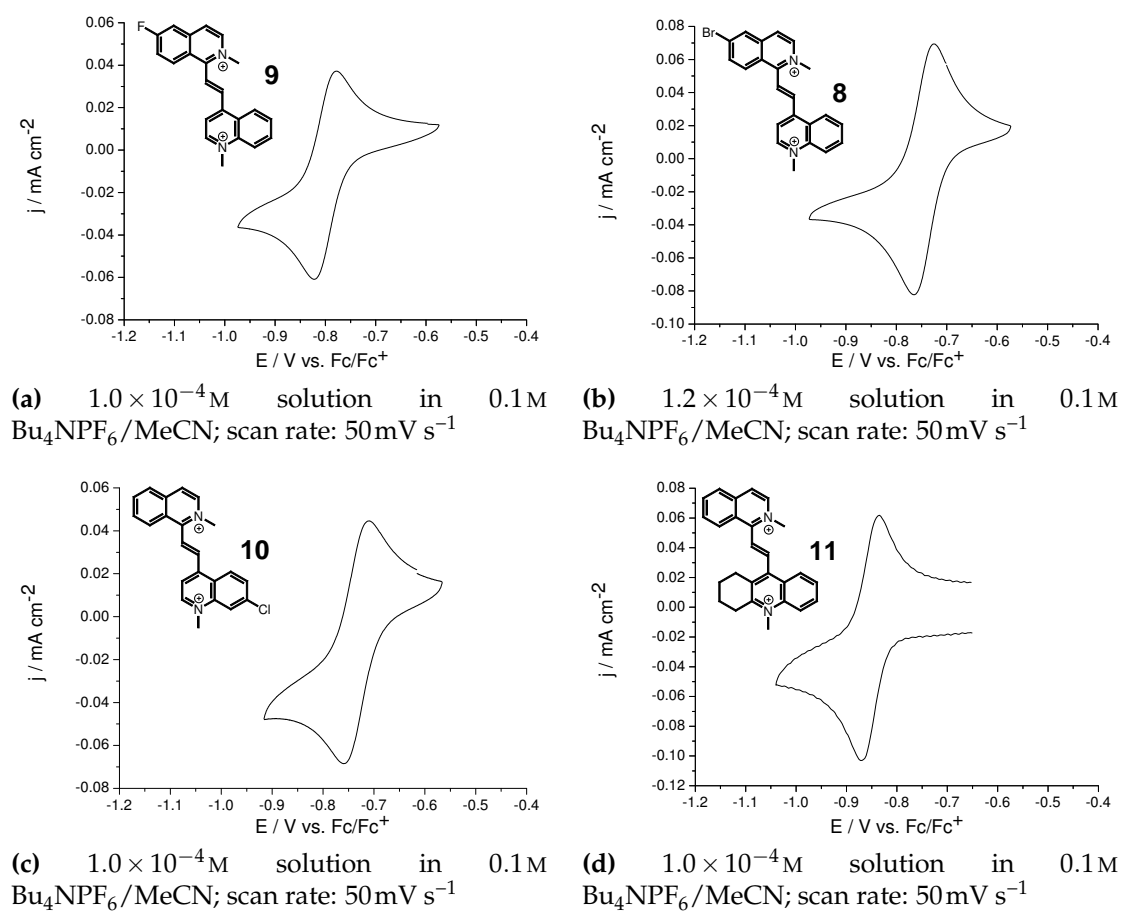 0.06
0.04
0.02
0.00
-0.02
-0.04
-0.06
-0.08
j / mA cm-2
F
N
⊕
9
N
⊕
-1.2 -1.1 -1.0 -0.9 -0.8 -0.7 -0.6 -0.5 -0.4
E / V vs. Fc/Fc+
(a) 1.0 × 10−4 M solution in 0.1 M
Bu4NPF6/MeCN; scan rate: 50 mV s−1
0.08
0.06
0.04
0.02
0.00
-0.02
-0.04
-0.06
-0.08
-0.10
j / mA cm-2
Br
N
⊕
8
N
⊕
-1.2 -1.1 -1.0 -0.9 -0.8 -0.7 -0.6 -0.5 -0.4
E / V vs. Fc/Fc+
(b) 1.2 × 10−4 M solution in 0.1 M
Bu4NPF6/MeCN; scan rate: 50 mV s−1
0.06
0.04
0.02
0.00
-0.02
-0.04
-0.06
-0.08
j / mA cm-2
N
⊕
10
N
⊕
Cl
-1.2 -1.1 -1.0 -0.9 -0.8 -0.7 -0.6 -0.5 -0.4
E / V vs. Fc/Fc+
(c) 1.0 × 10−4 M solution in 0.1 M
Bu4NPF6/MeCN; scan rate: 50 mV s−1
0.08
0.06
0.04
0.02
0.00
-0.02
-0.04
-0.06
-0.08
-0.10
-0.12
j / mA cm-2
N
⊕
11
N
⊕
-1.2 -1.1 -1.0 -0.9 -0.8 -0.7 -0.6 -0.5 -0.4
E / V vs. Fc/Fc+
(d) 1.0 × 10−4 M solution in 0.1 M
Bu4NPF6/MeCN; scan rate: 50 mV s−1